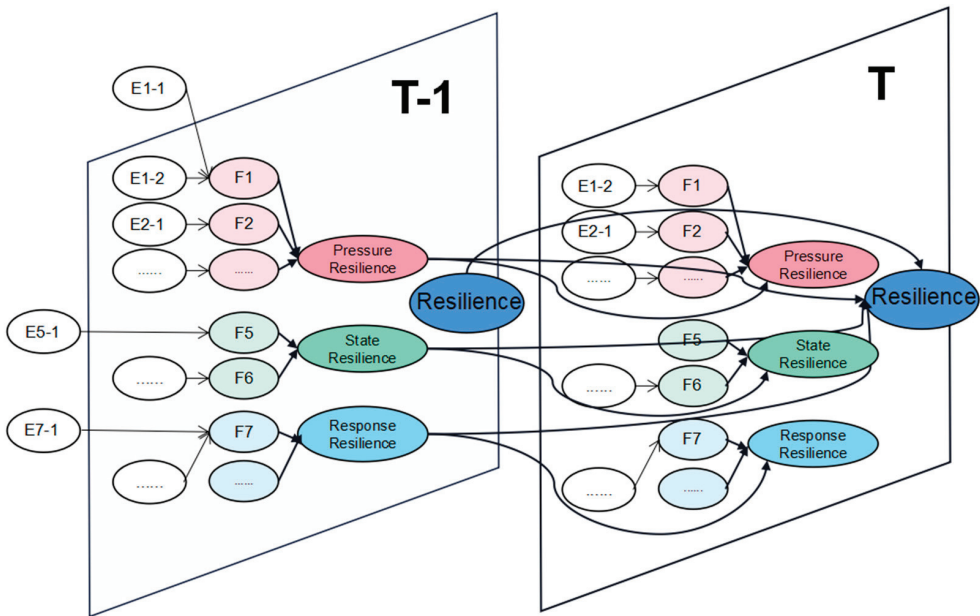 T-1
E1-1
E1-2
F1
E2-1
F2
......
......
Pressure
Resilience
Resilience
E5-1
F5
State
Resilience
......
F6
E7-1
F7
Response
Resilience
......
......
T
E1-2
F1
E2-1
F2
......
......
Pressure
Resilience
Resilience
F5
State
Resilience
......
F6
F7
Response
Resilience
......
......